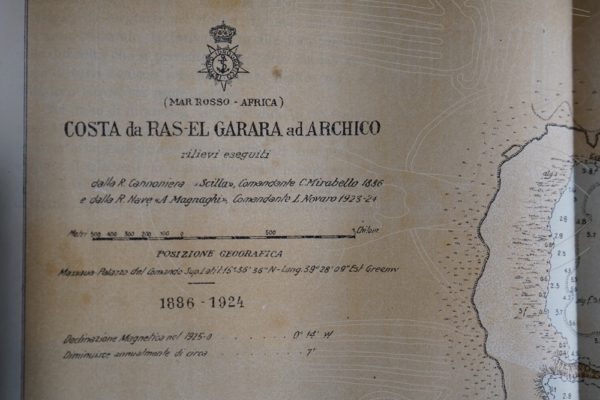 (MAR ROSSO - AFRICA)
COSTA da RAS-EL GARARA ad ARCHICO
rilievi eseguiti
dalla R. Cannoniera «Scilla», Comandante C. Mirabello 1886
e dalla R. Nave «A. Magnaghi», Comandante L. Novaro 1923-24
Metri 500 400 300 200 100 0 500 1 Chilom.
POSIZIONE GEOGRAFICA
Massaua-Palazzo del Comando Sup. Lat. 15° 36' 36" N - Long. 39° 28' 09" Est Greenw
1886 - 1924
Declinazione Magnetica nel 1925.0 . . . . . 0° 14' W
Diminuisce annualmente di circa . . . . . 7'